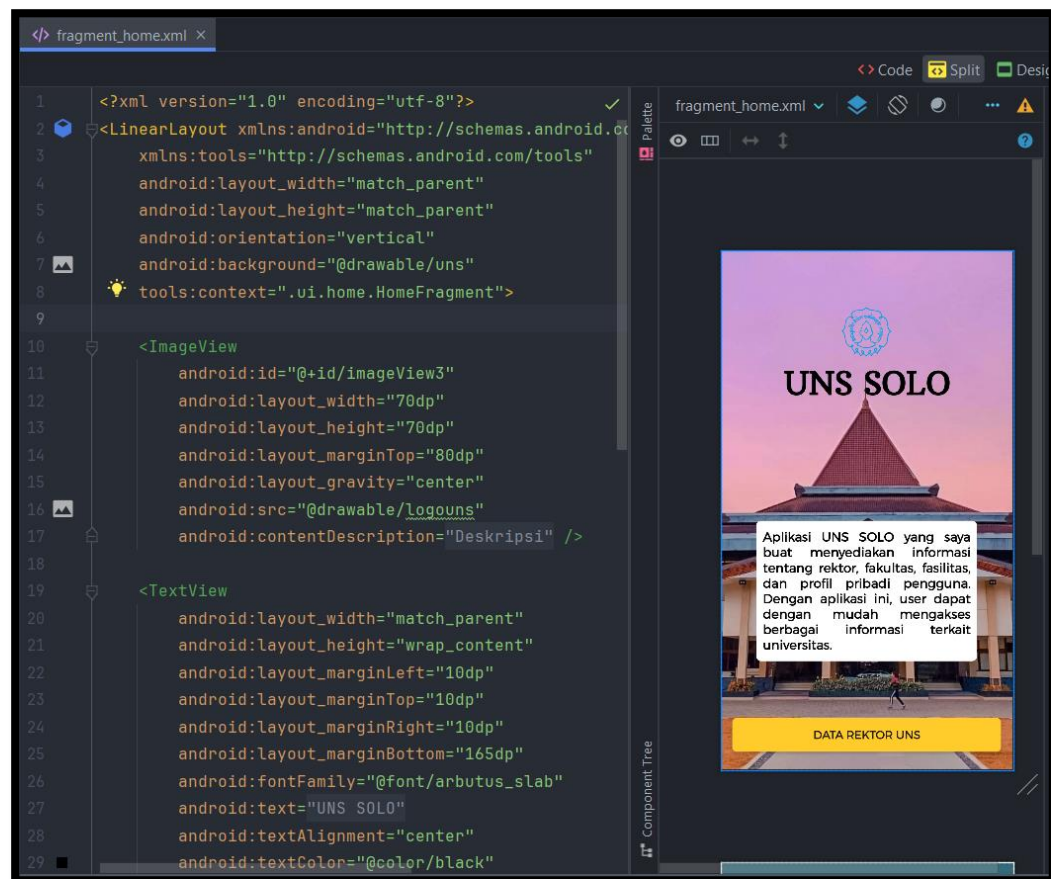 fragment_home.xml
Code Split
1 <?xml version="1.0" encoding="utf-8"?>
2 <LinearLayout xmlns:android="http://schemas.android.co
3 xmlns:tools="http://schemas.android.com/tools"
4 android:layout_width="match_parent"
5 android:layout_height="match_parent"
6 android:orientation="vertical"
7 android:background="@drawable/uns"
8 tools:context=".ui.home.HomeFragment">
9
10 <ImageView
11 android:id="@+id/imageView3"
12 android:layout_width="70dp"
13 android:layout_height="70dp"
14 android:layout_marginTop="80dp"
15 android:layout_gravity="center"
16 android:src="@drawable/logouns"
17 android:contentDescription="Deskripsi" />
18
19 <TextView
20 android:layout_width="match_parent"
21 android:layout_height="wrap_content"
22 android:layout_marginLeft="10dp"
23 android:layout_marginTop="10dp"
24 android:layout_marginRight="10dp"
25 android:layout_marginBottom="165dp"
26 android:fontFamily="@font/arbutus_slab"
27 android:text="UNS SOLO"
28 android:textAlignment="center"
29 android:textColor="@color/black"
Palette
Component Tree
fragment_home.xml
UNS SOLO
Aplikasi UNS SOLO yang saya
buat menyediakan informasi
tentang rektor, fakultas, fasilitas,
dan profil pribadi pengguna.
Dengan aplikasi ini, user dapat
dengan mudah mengakses
berbagai informasi terkait
universitas.
DATA REKTOR UNS